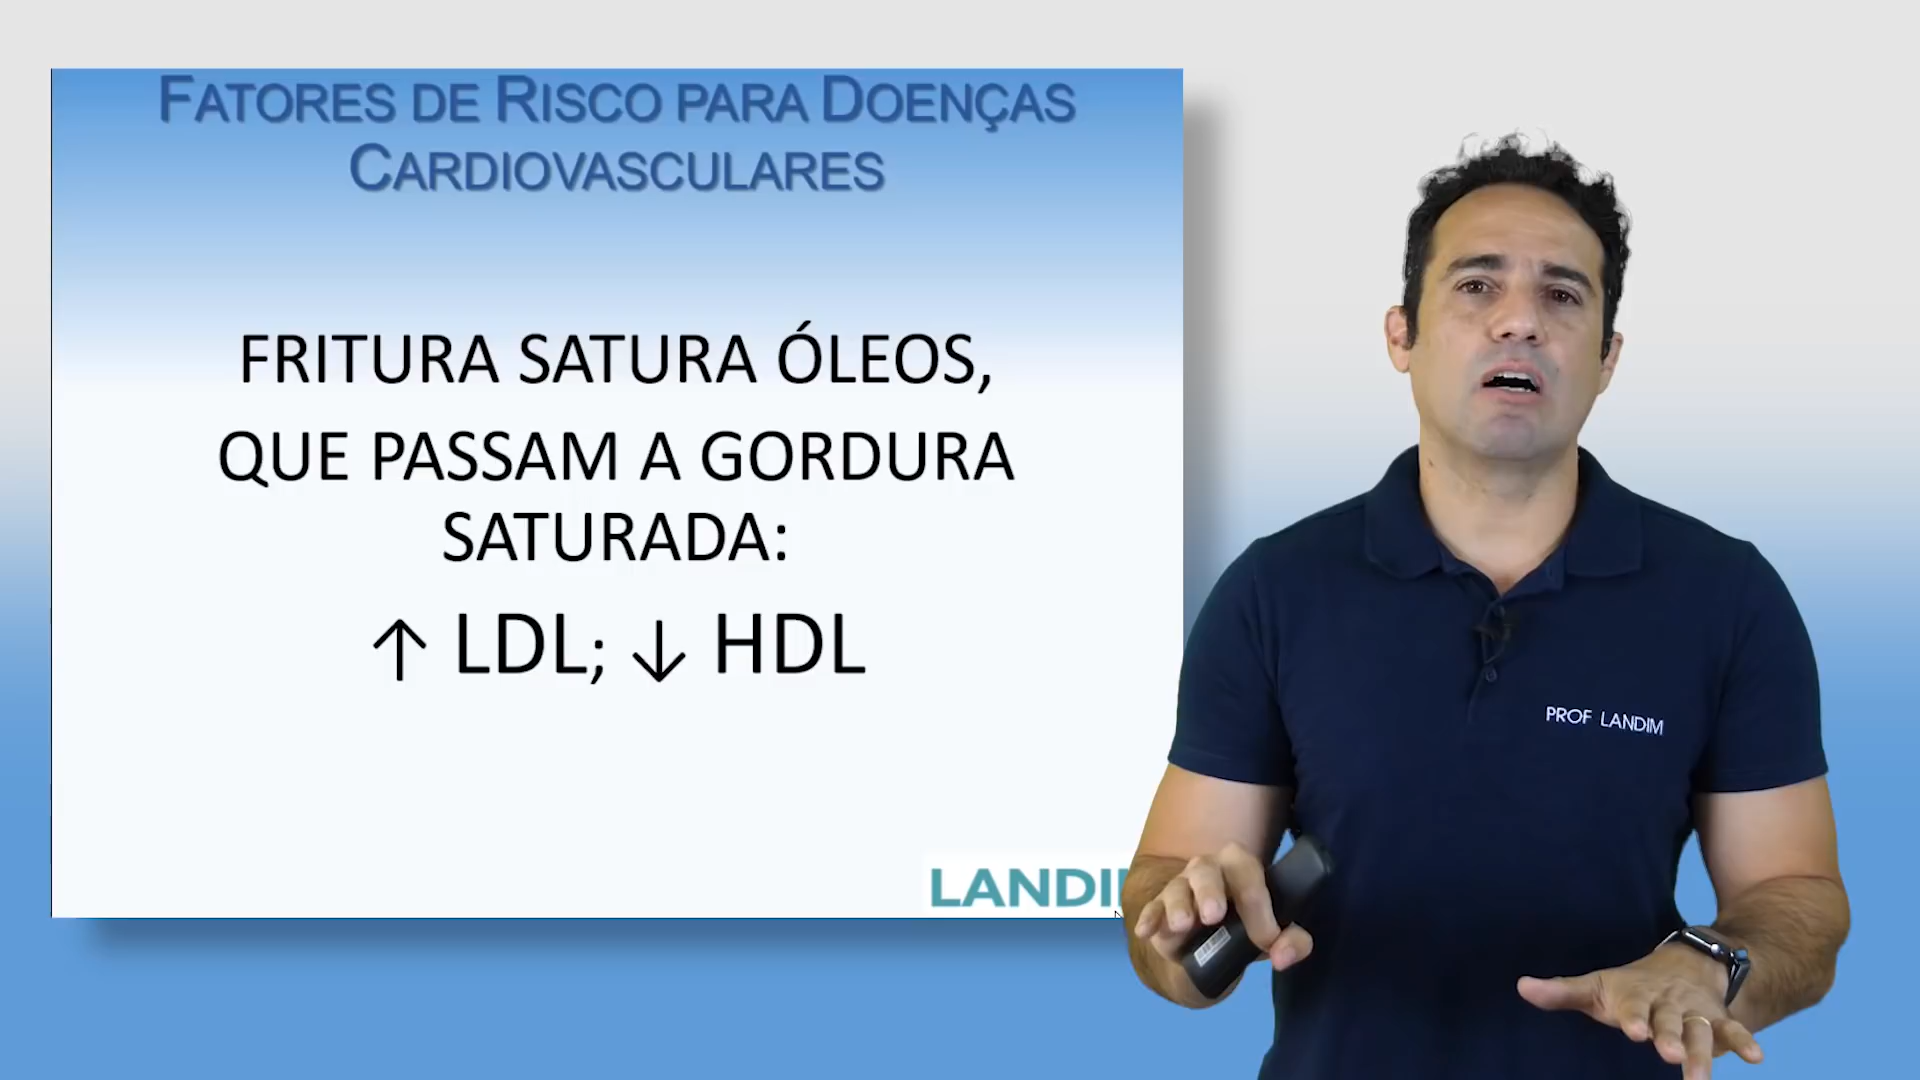 FATORES DE RISCO PARA DOENÇAS
CARDIOVASCULARES
FRITURA SATURA ÓLEOS,
QUE PASSAM A GORDURA
SATURADA:
↑ LDL; ↓ HDL
PROF LANDIM